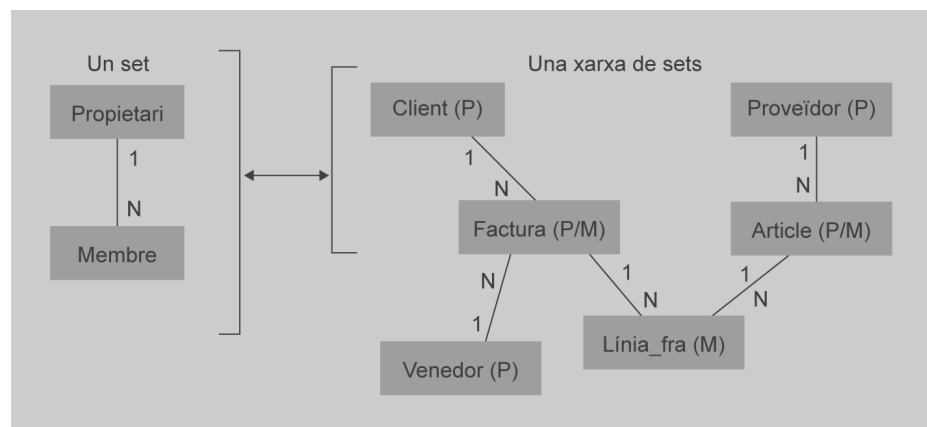 Un set
Propietari
1
N
Membre
Una xarxa de sets
Client (P)
1
N
Factura (P/M)
N
1
Venedor (P)
1
N
Línia_fra (M)
Proveïdor (P)
1
N
Article (P/M)
1
N